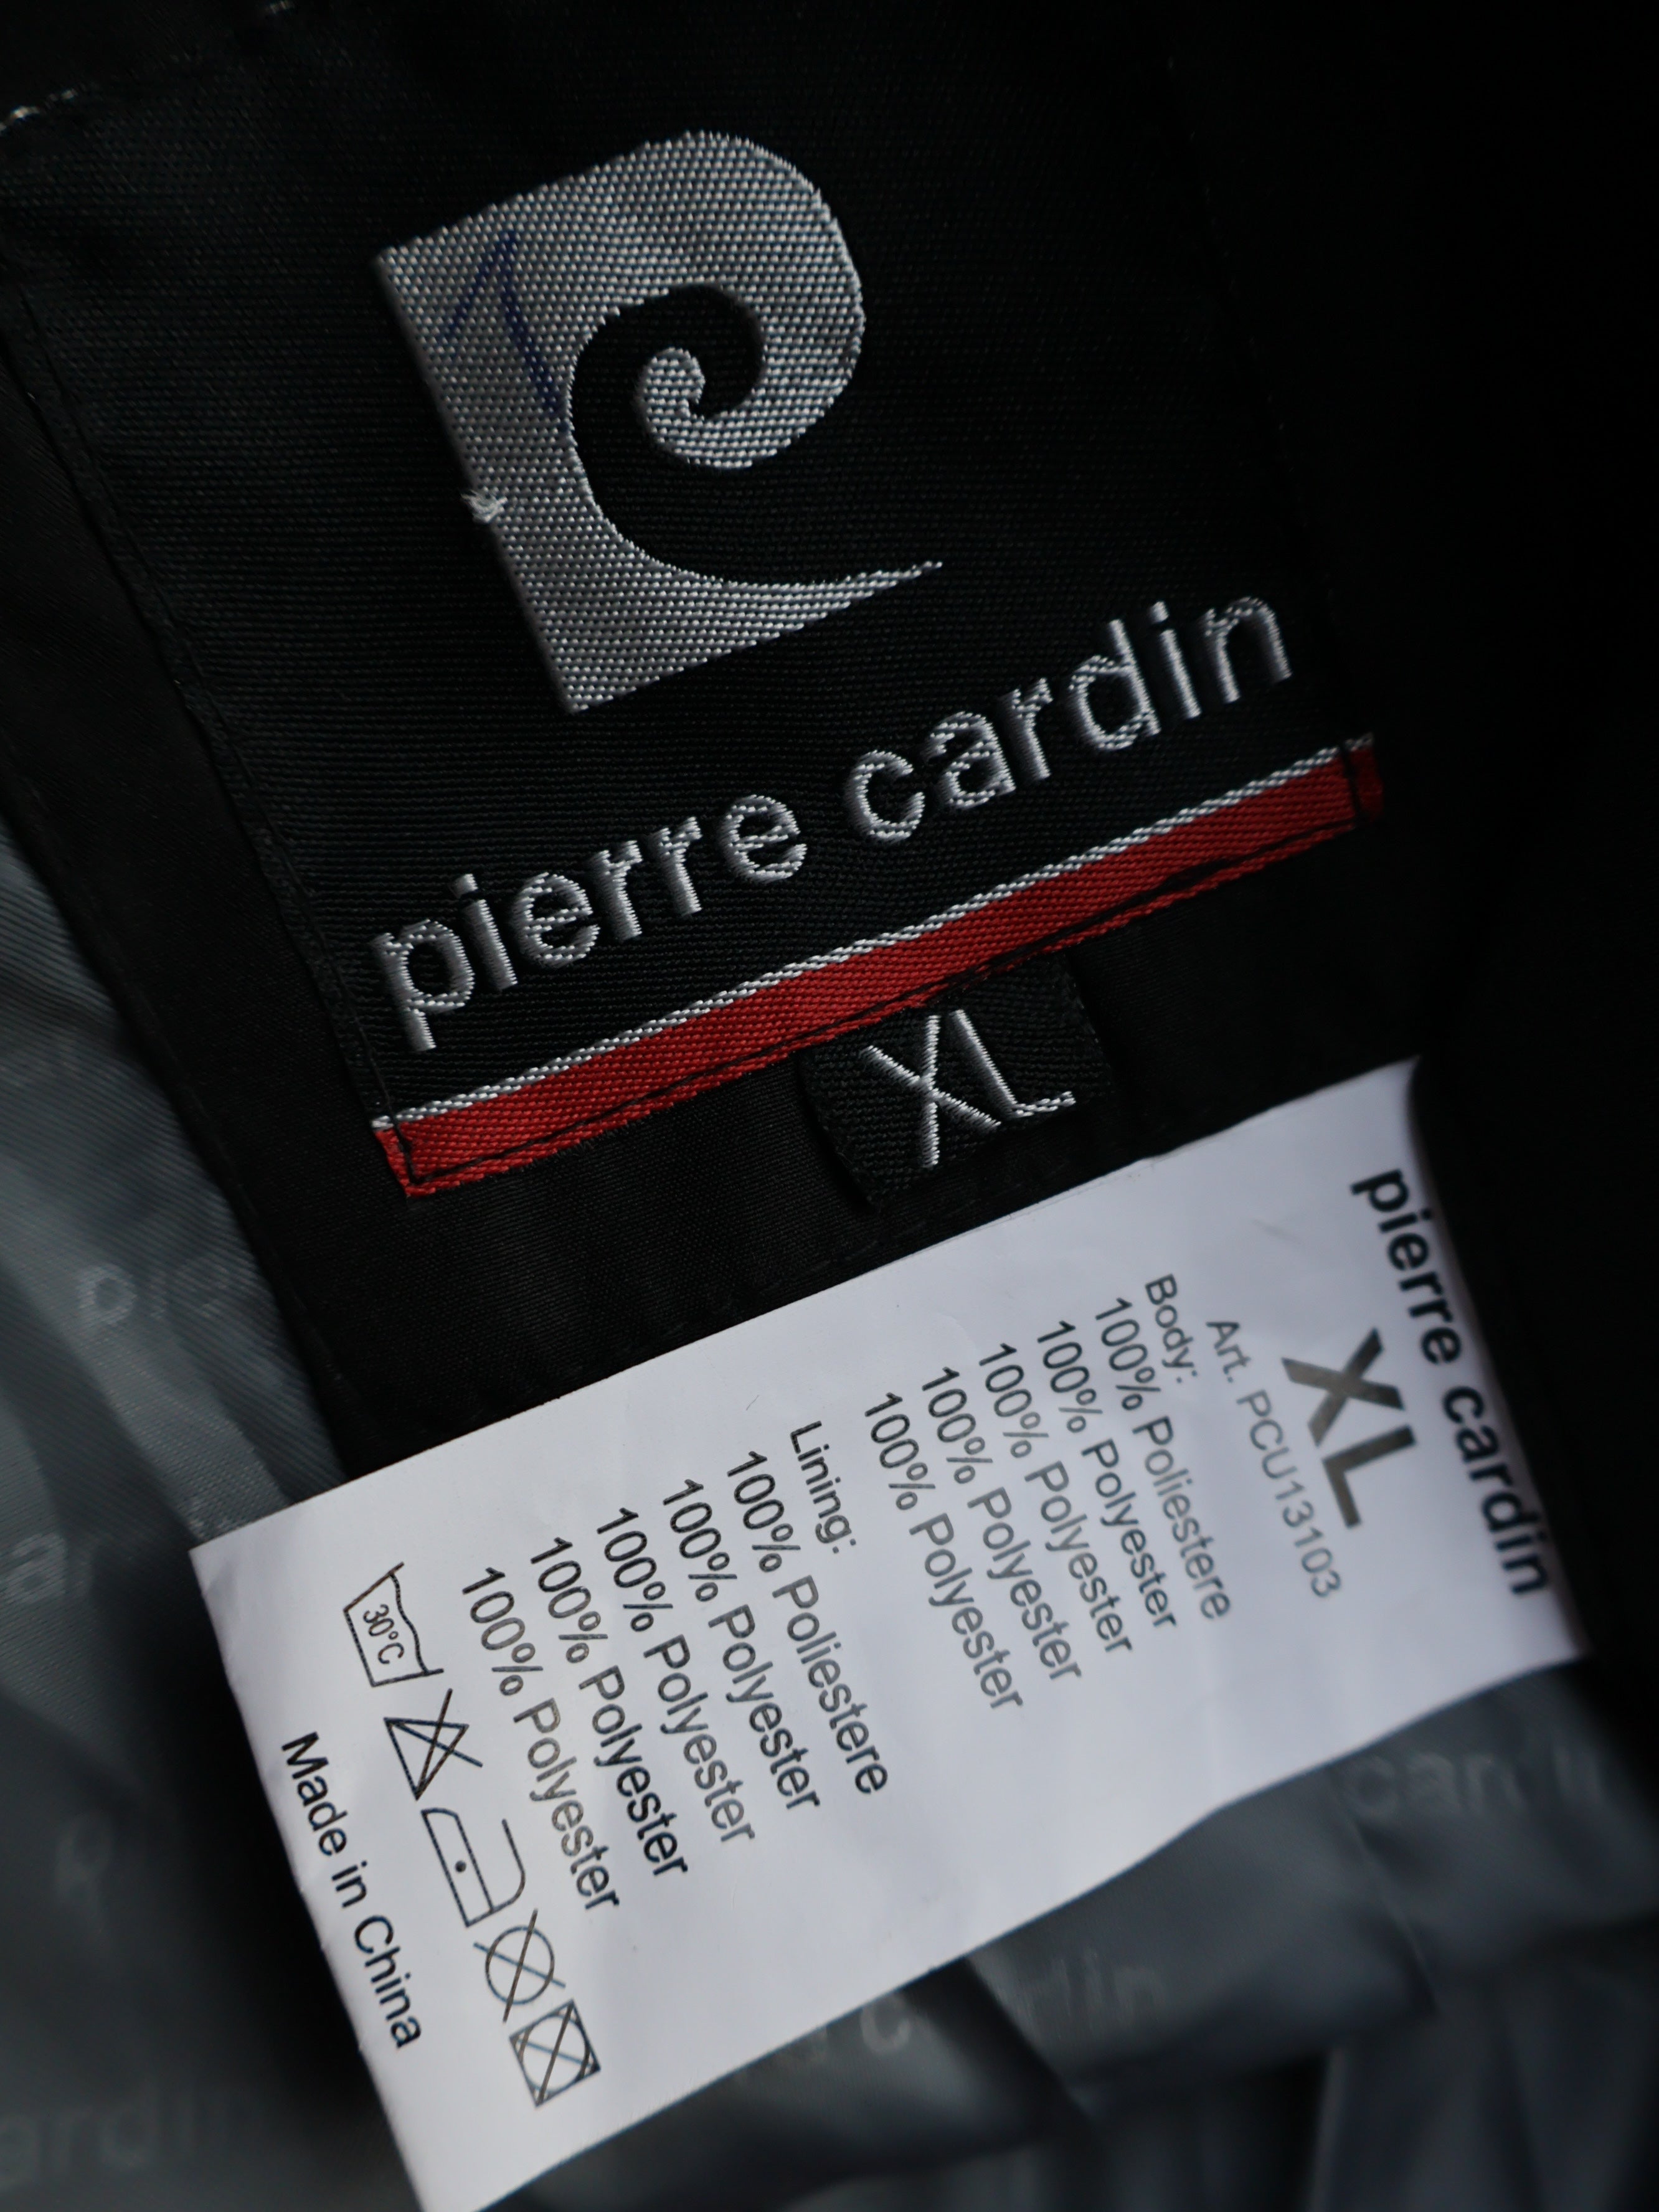 pierre cardin
XL
pierre cardin
XL
Art. PCU13103
Body:
100% Poliestere
100% Polyester
100% Polyester
100% Polyester
100% Polyester
Lining:
100% Poliestere
100% Polyester
100% Polyester
100% Polyester
100% Polyester
30°C
Made in China